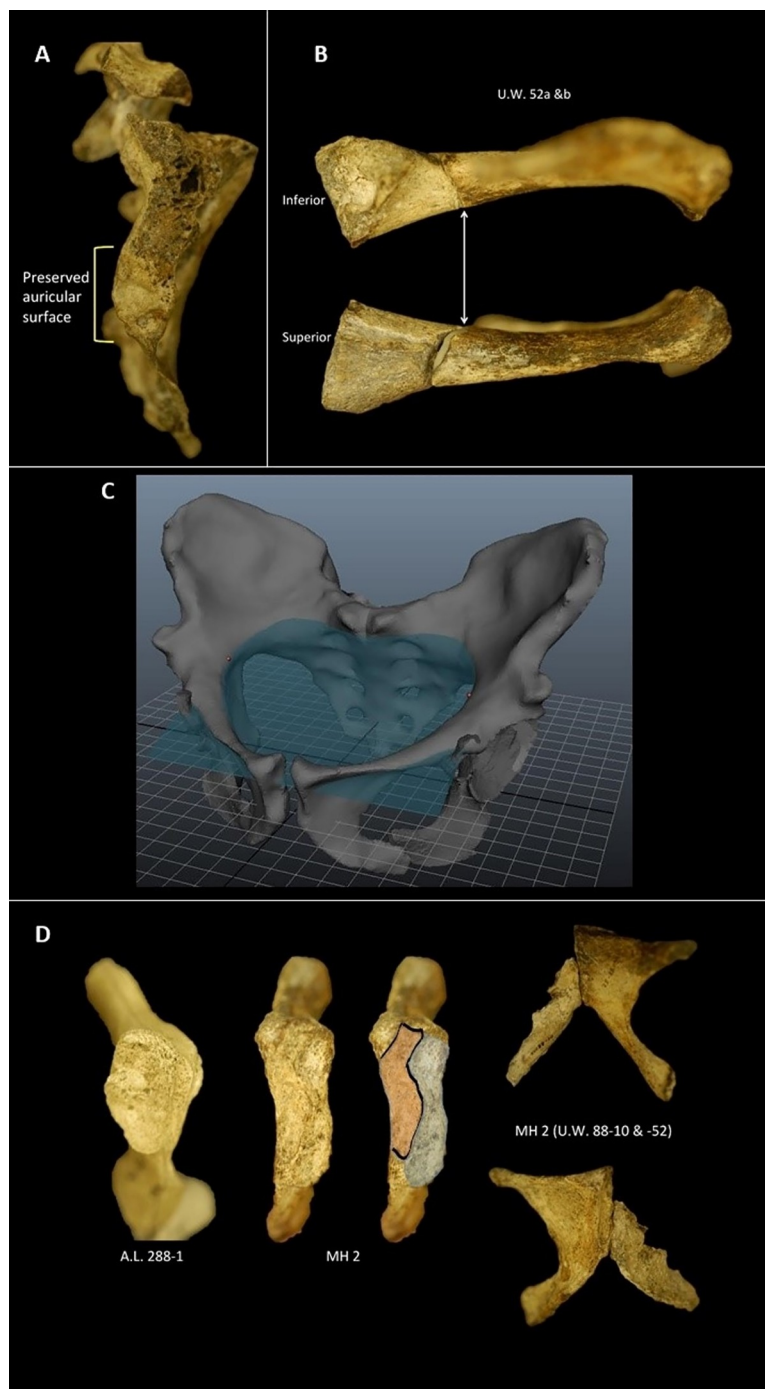 A
B
U.W. 52a &b
Inferior
Preserved
auricular
surface
Superior
C
D
MH 2 (U.W. 88-10 & -52)
A.L. 288-1
MH 2